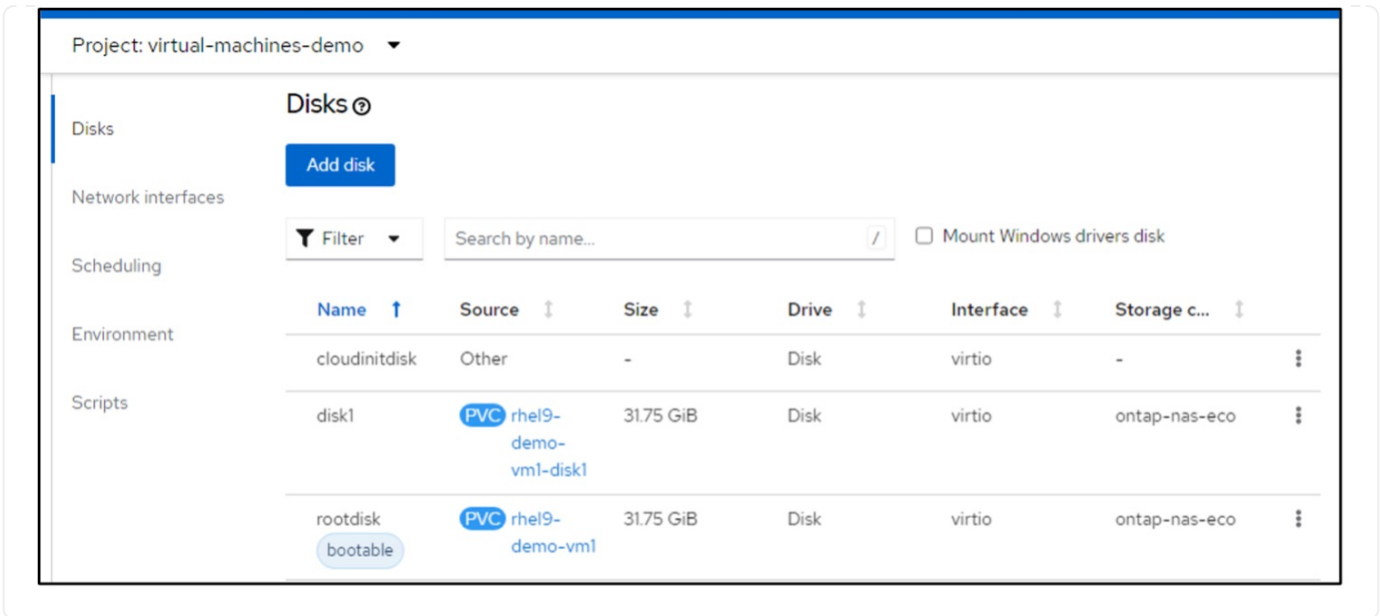 Project: virtual-machines-demo
Disks
Disks
Add disk
Network interfaces
Filter
Search by name...
/
Mount Windows drivers disk
Scheduling
Name Source Size Drive Interface Storage c...
Environment
cloudinitdisk Other - Disk virtio -
Scripts
disk1 PVC rhel9- 31.75 GiB Disk virtio ontap-nas-eco
demo-
vm1-disk1
rootdisk PVC rhel9- 31.75 GiB Disk virtio ontap-nas-eco
bootable demo-vm1